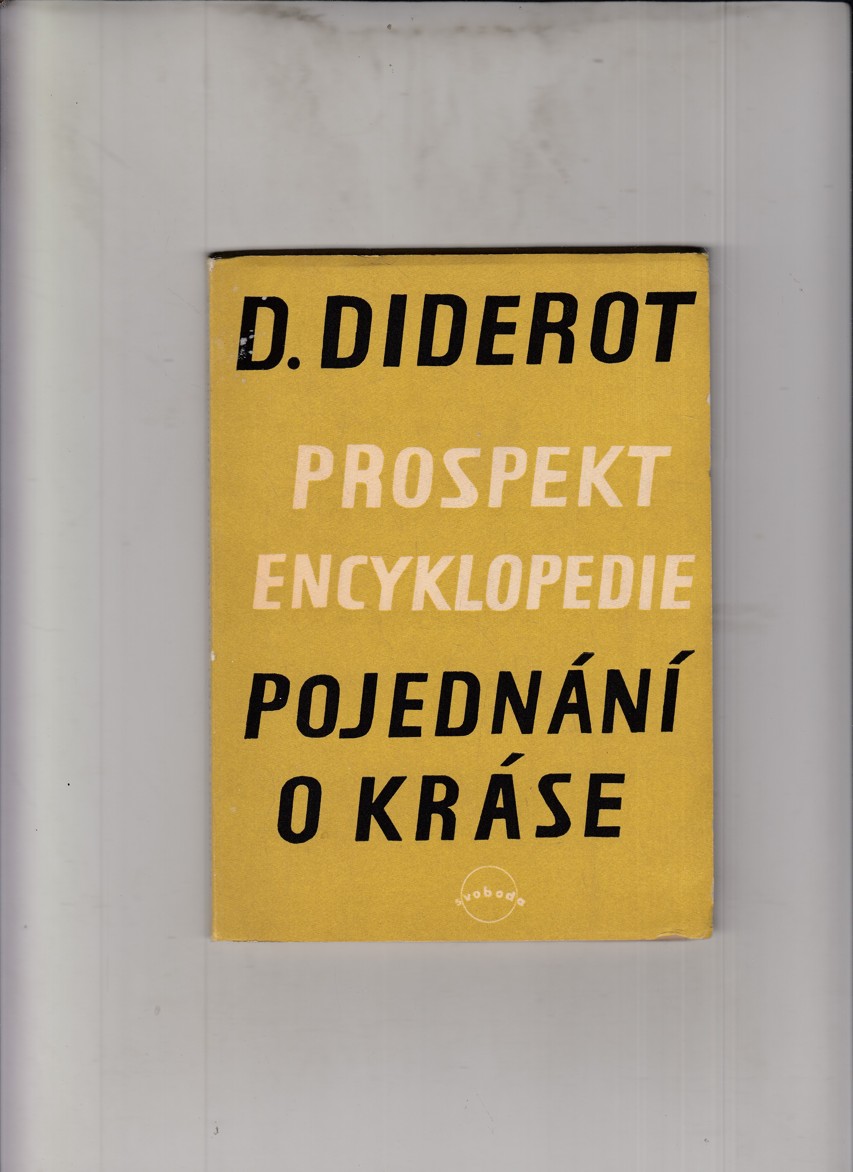 D. DIDEROT
PROSPEKT
ENCYKLOPEDIE
POJEDNÁNÍ
O KRÁSE
svoboda